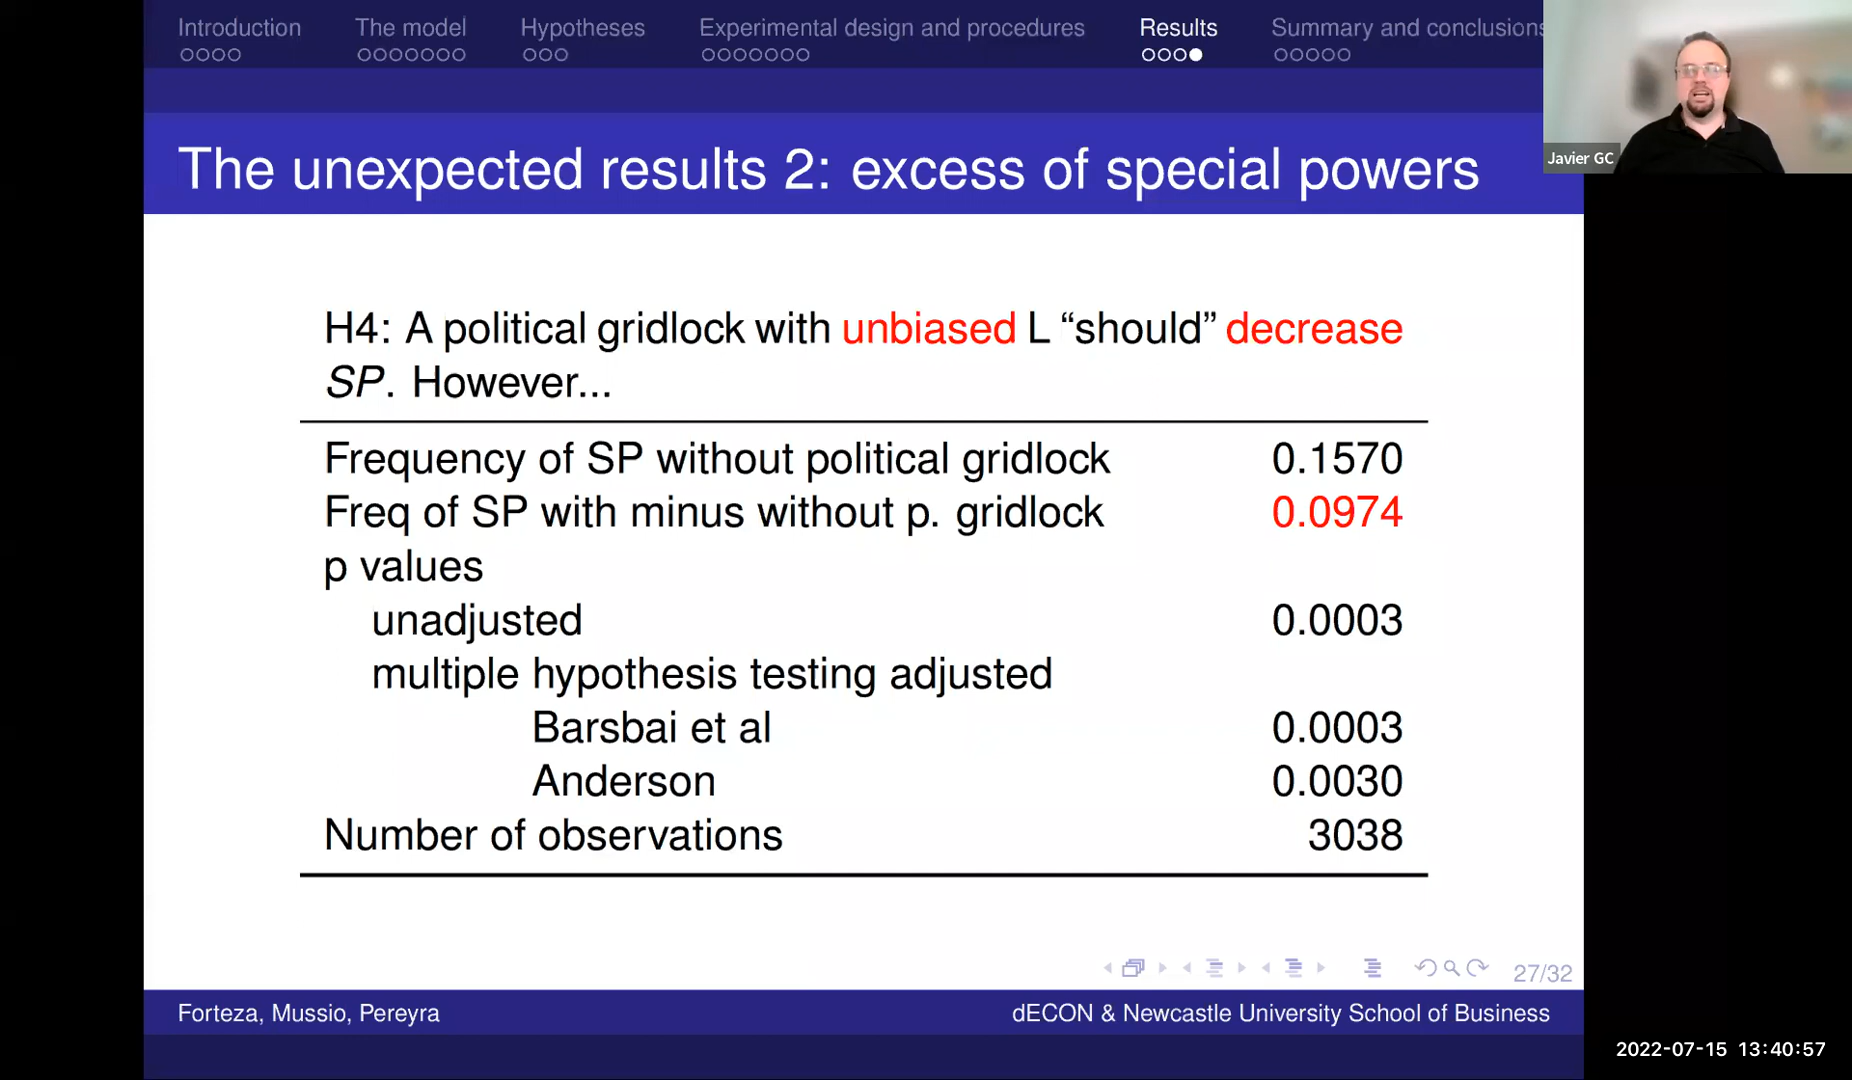 Introduction The model Hypotheses Experimental design and procedures Results Summary and conclusions
The unexpected results 2: excess of special powers
Javier GC
H4: A political gridlock with unbiased L “should” decrease
SP. However...
Frequency of SP without political gridlock 0.1570
Freq of SP with minus without p. gridlock 0.0974
p values
unadjusted 0.0003
multiple hypothesis testing adjusted
Barsbai et al 0.0003
Anderson 0.0030
Number of observations 3038
27/32
Forteza, Mussio, Pereyra dECON & Newcastle University School of Business
2022-07-15 13:40:57